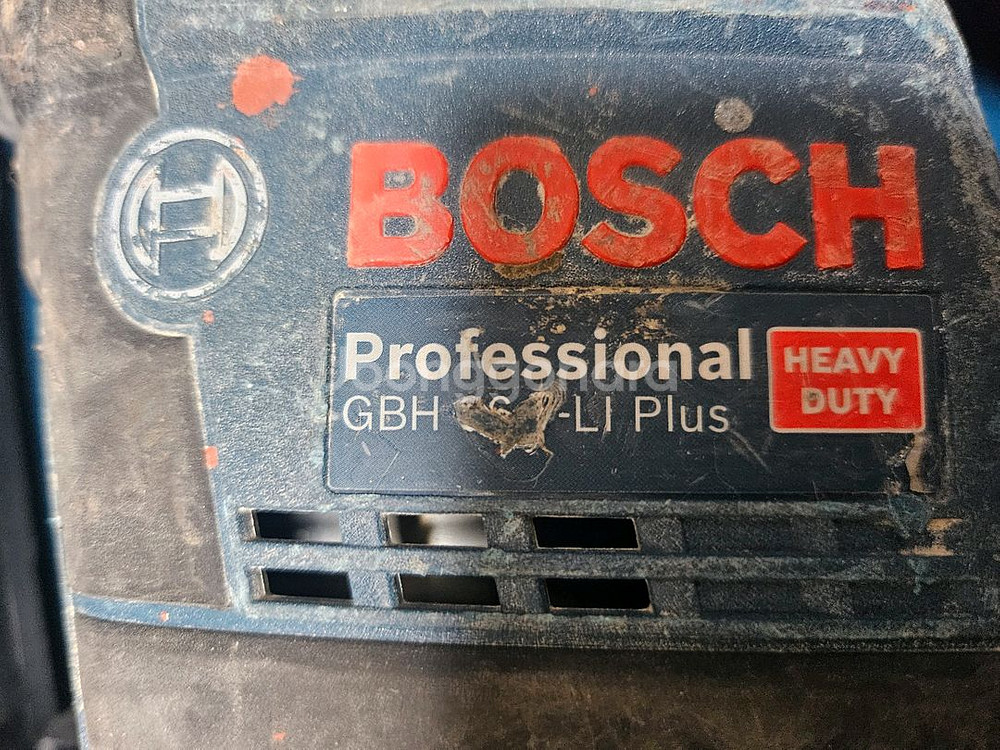 BOSCH
Professional
HEAVY
DUTY
GBH -LI Plus